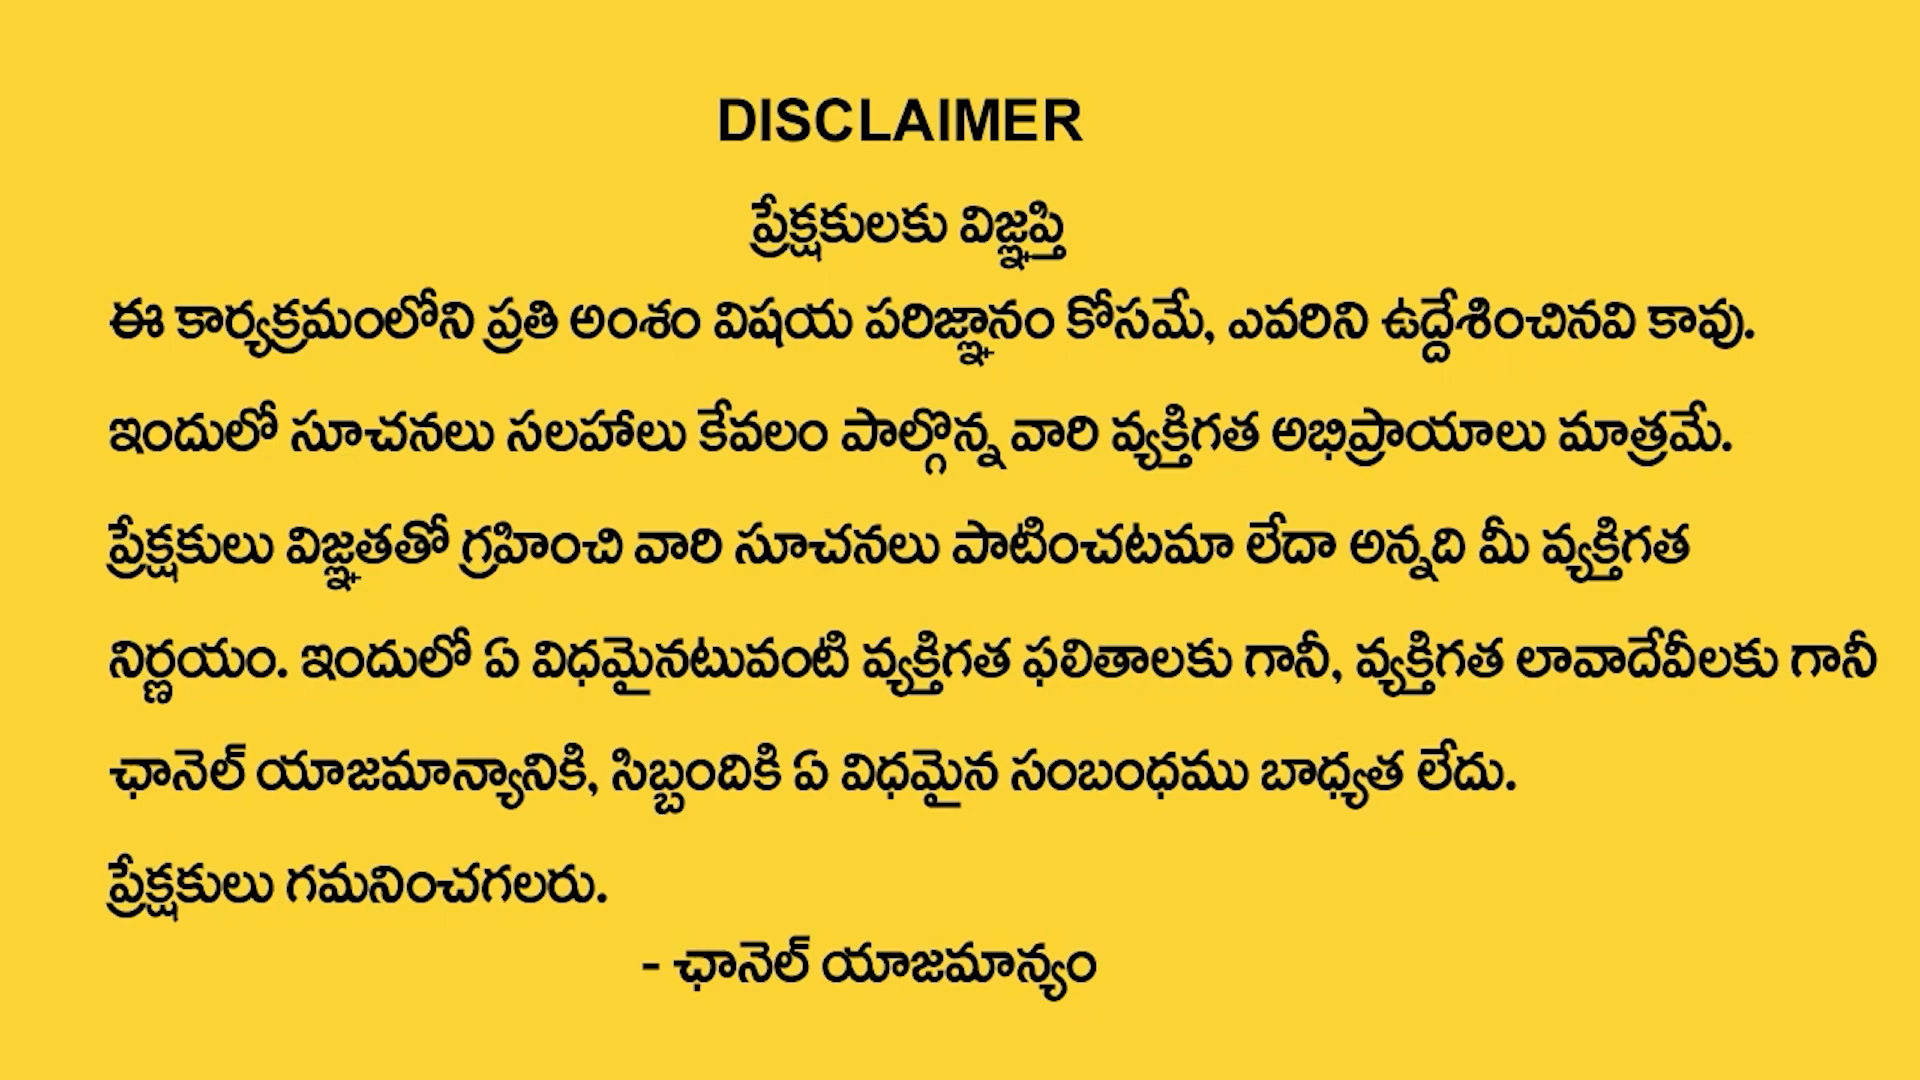 DISCLAIMER
ప్రేక్షకులకు విజ్ఞప్తి
ఈ కార్యక్రమంలోని ప్రతి అంశం విషయ పరిజ్ఞానం కోసమే, ఎవరిని ఉద్దేశించినవి కావు.
ఇందులో సూచనలు సలహాలు కేవలం పాల్గొన్న వారి వ్యక్తిగత అభిప్రాయాలు మాత్రమే.
ప్రేక్షకులు విజ్ఞతతో గ్రహించి వారి సూచనలు పాటించటమా లేదా అన్నది మీ వ్యక్తిగత
నిర్ణయం. ఇందులో ఏ విధమైనటువంటి వ్యక్తిగత ఫలితాలకు గానీ, వ్యక్తిగత లావాదేవీలకు గానీ
ఛానెల్ యాజమాన్యానికి, సిబ్బందికి ఏ విధమైన సంబంధము బాధ్యత లేదు.
ప్రేక్షకులు గమనించగలరు.
- ఛానెల్ యాజమాన్యం